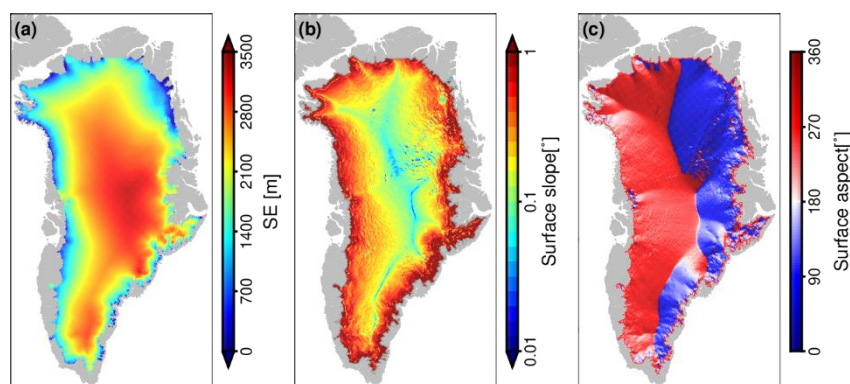 (a)
3500
2800
2100
1400
700
0
SE [m]
(b)
1
0.1
0.01
Surface slope[°]
(c)
360
270
180
90
0
Surface aspect[°]